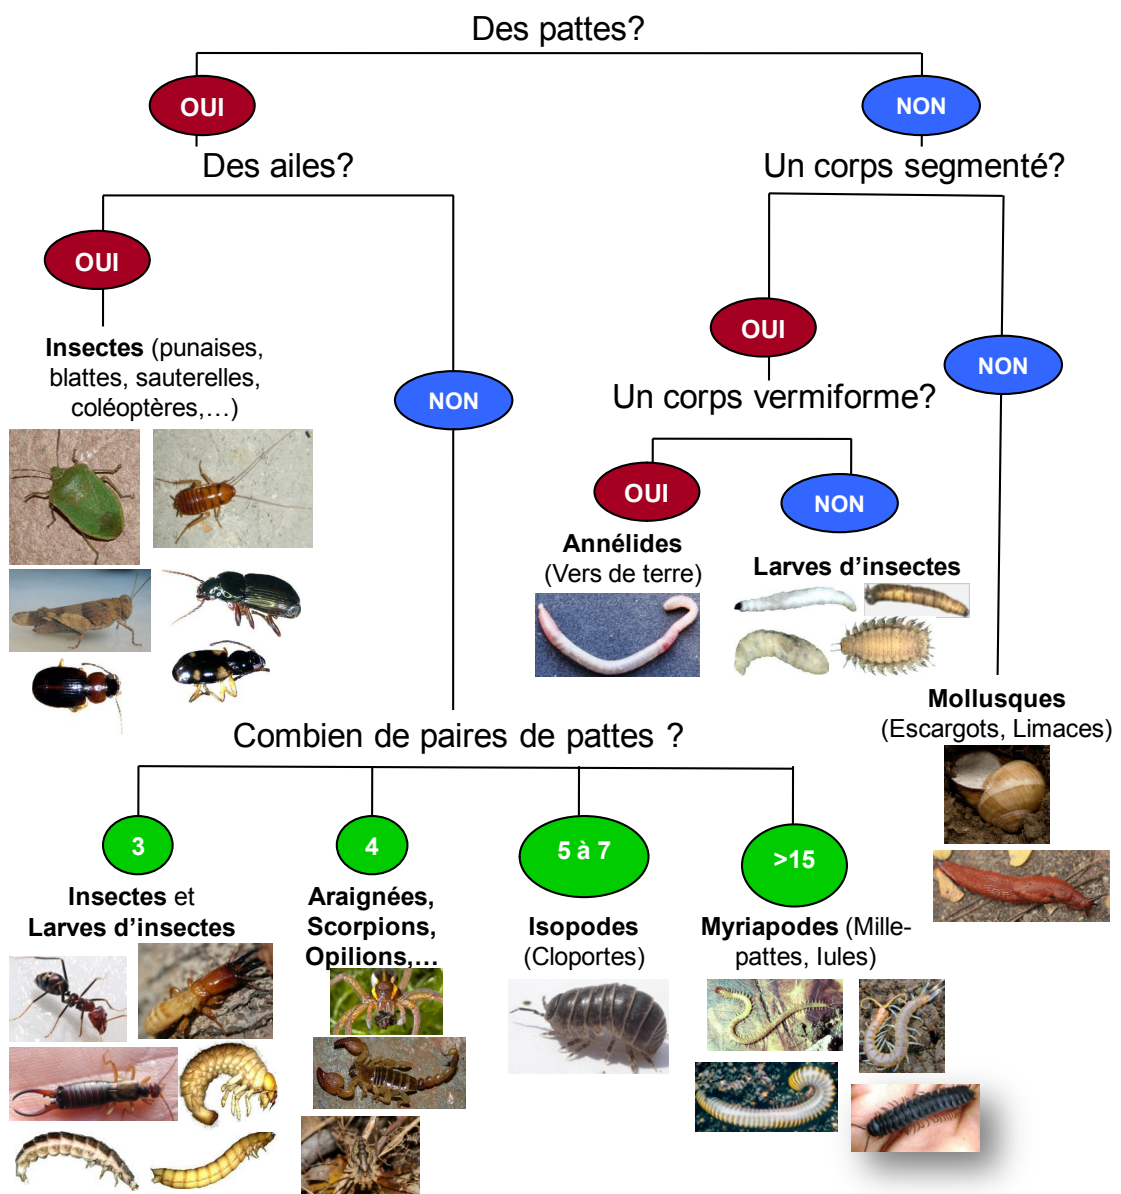 Des pattes?
OUI
NON
Des ailes?
Un corps segmenté?
OUI
NON
OUI
NON
Insectes (punaises,
blattes, sauterelles,
coléoptères,…)
Un corps vermiforme?
OUI
NON
Annélides
(Vers de terre)
Larves d’insectes
Mollusques
(Escargots, Limaces)
Combien de paires de pattes ?
3
4
5 à 7
>15
Insectes et
Larves d’insectes
Araignées,
Scorpions,
Opilions,…
Isopodes
(Cloportes)
Myriapodes (Mille-
pattes, Iules)